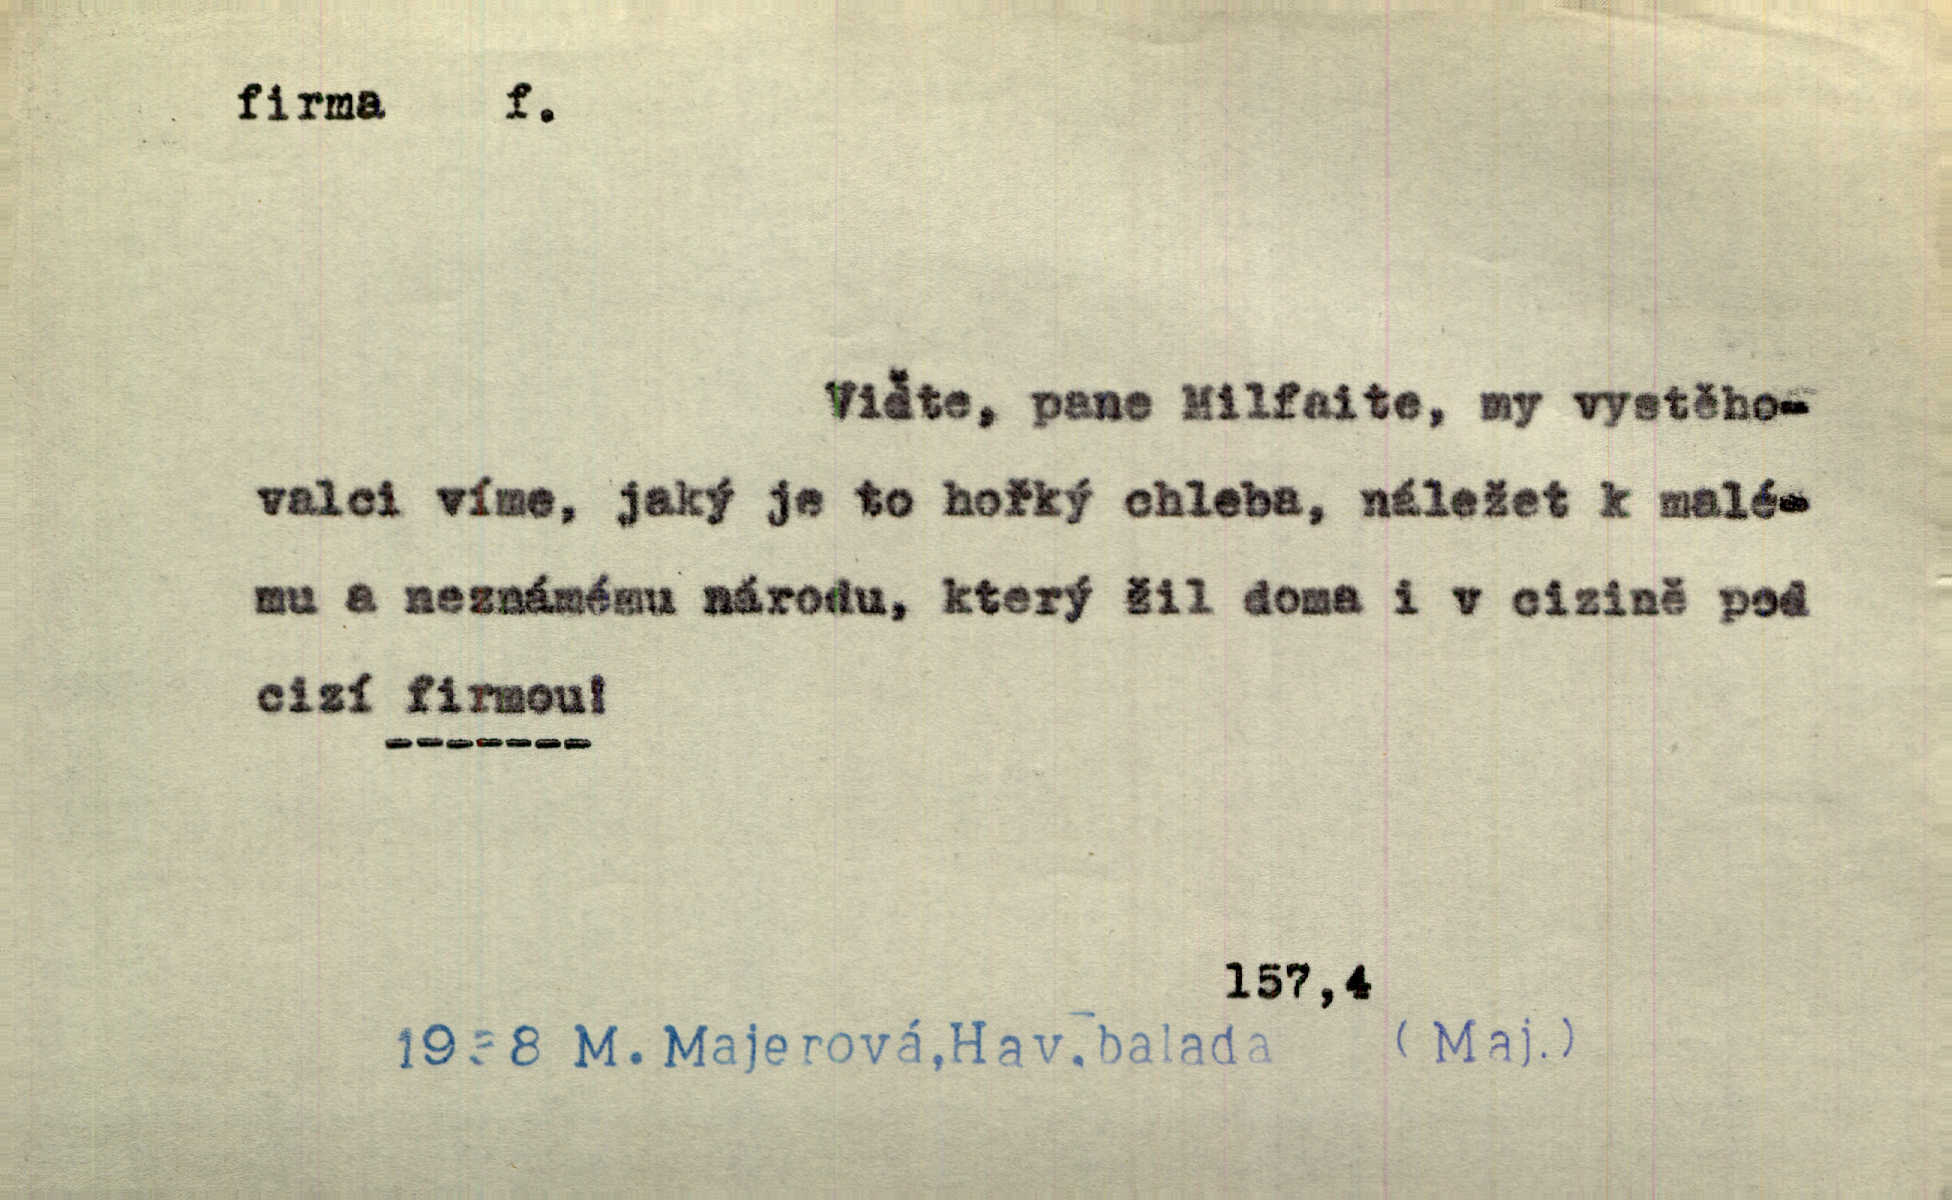 firma f.
Viďte, pane Milfaite, my vystěho-
valci víme, jaký je to hořký chleba, náležet k malé-
mu a neznámému národu, který žil doma i v cizině pod
cizí firmou!
157,4
1938 M. Majerová, Hav. balada (Maj.)